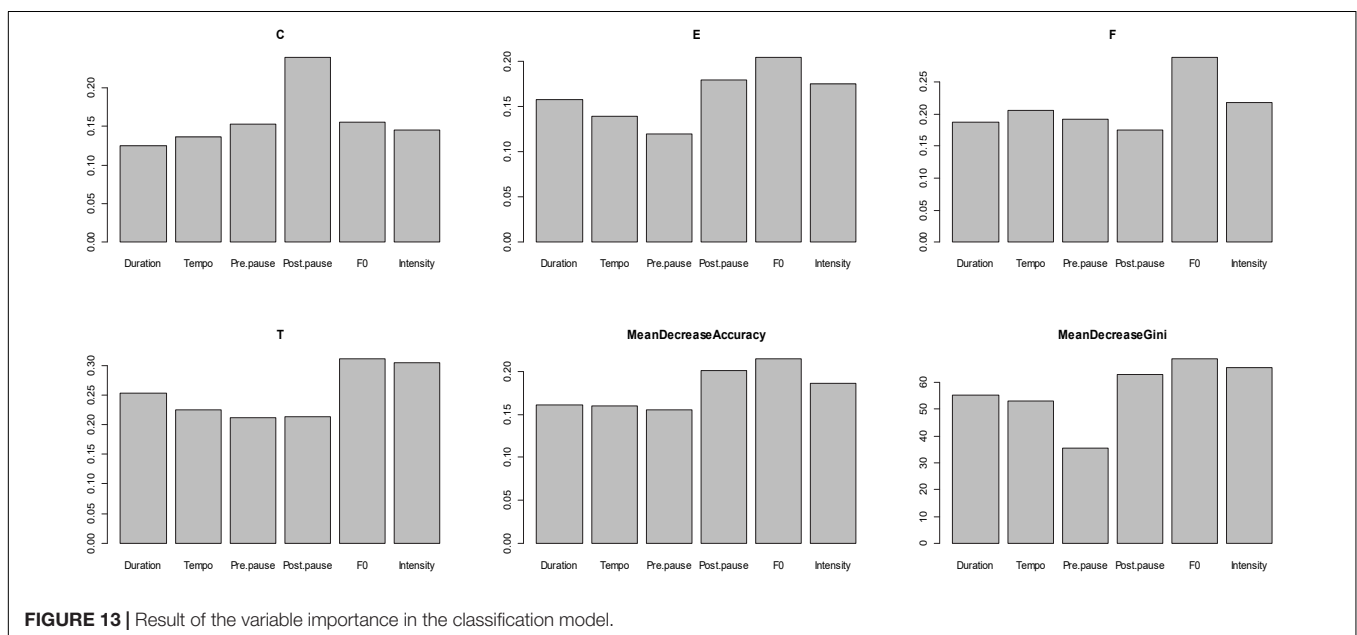 C
0.20
0.15
0.10
0.05
0.00
Duration Tempo Pre.pause Post.pause F0 Intensity
E
0.20
0.15
0.10
0.05
0.00
Duration Tempo Pre.pause Post.pause F0 Intensity
F
0.25
0.20
0.15
0.10
0.05
0.00
Duration Tempo Pre.pause Post.pause F0 Intensity
T
0.30
0.25
0.20
0.15
0.10
0.05
0.00
Duration Tempo Pre.pause Post.pause F0 Intensity
MeanDecreaseAccuracy
0.20
0.15
0.10
0.05
0.00
Duration Tempo Pre.pause Post.pause F0 Intensity
MeanDecreaseGini
60
50
40
30
20
10
0
Duration Tempo Pre.pause Post.pause F0 Intensity
FIGURE 13 | Result of the variable importance in the classification model.